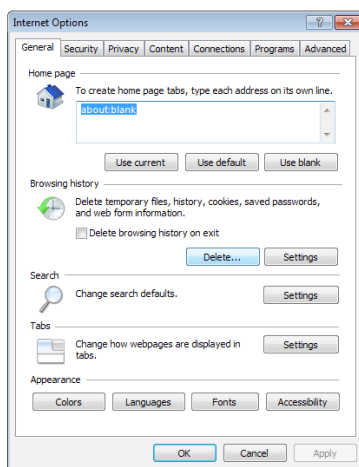 Internet Options
General Security Privacy Content Connections Programs Advanced
Home page
To create home page tabs, type each address on its own line.
about:blank
Use current Use default Use blank
Browsing history
Delete temporary files, history, cookies, saved passwords,
and web form information.
Delete browsing history on exit
Delete... Settings
Search
Change search defaults. Settings
Tabs
Change how webpages are displayed in Settings
tabs.
Appearance
Colors Languages Fonts Accessibility
OK Cancel Apply